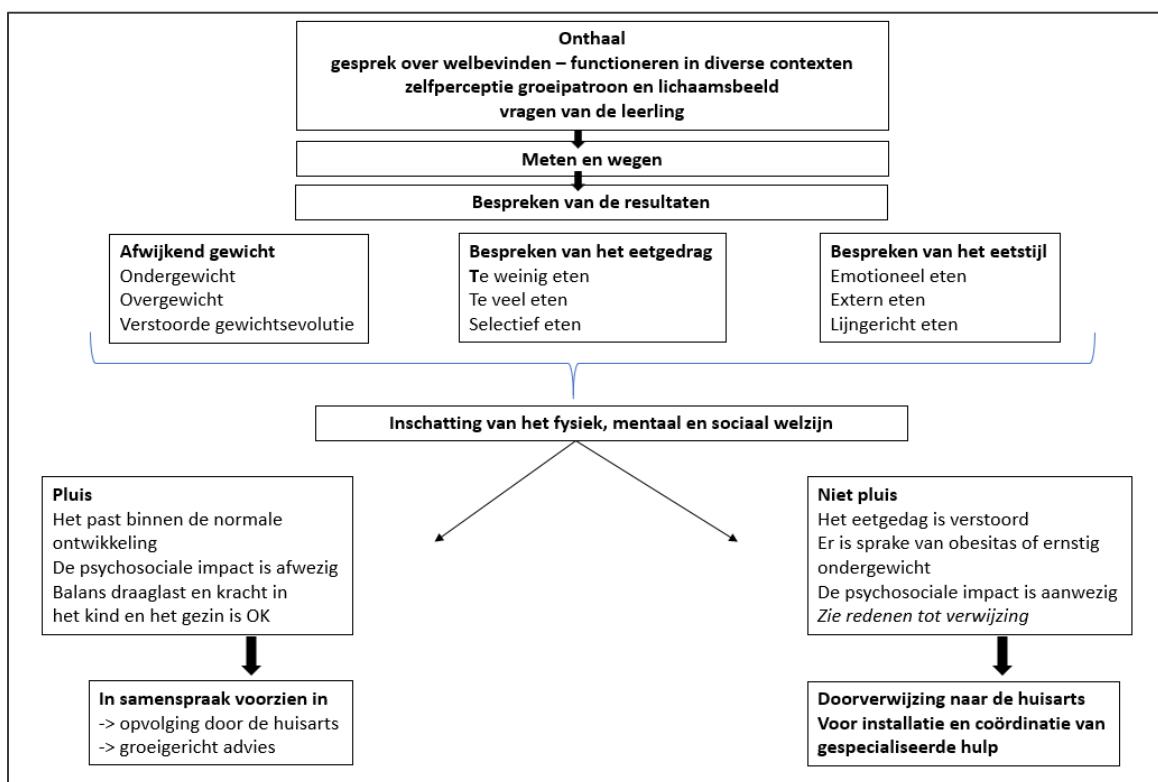 Onthaal
gesprek over welbevinden – functioneren in diverse contexten
zelfperceptie groeipatroon en lichaamsbeeld
vragen van de leerling
Meten en wegen
Bespreken van de resultaten
Afwijkend gewicht
Ondergewicht
Overgewicht
Verstoorde gewichtsevolutie
Bespreken van het eetgedrag
Te weinig eten
Te veel eten
Selectief eten
Bespreken van het eetstijl
Emotioneel eten
Extern eten
Lijngericht eten
Inschatting van het fysiek, mentaal en sociaal welzijn
Pluis
Het past binnen de normale
ontwikkeling
De psychosociale impact is afwezig
Balans draaglast en kracht in
het kind en het gezin is OK
Niet pluis
Het eetgedag is verstoord
Er is sprake van obesitas of ernstig
ondergewicht
De psychosociale impact is aanwezig
Zie redenen tot verwijzing
In samenspraak voorzien in
-> opvolging door de huisarts
-> groeigericht advies
Doorverwijzing naar de huisarts
Voor installatie en coördinatie van
gespecialiseerde hulp